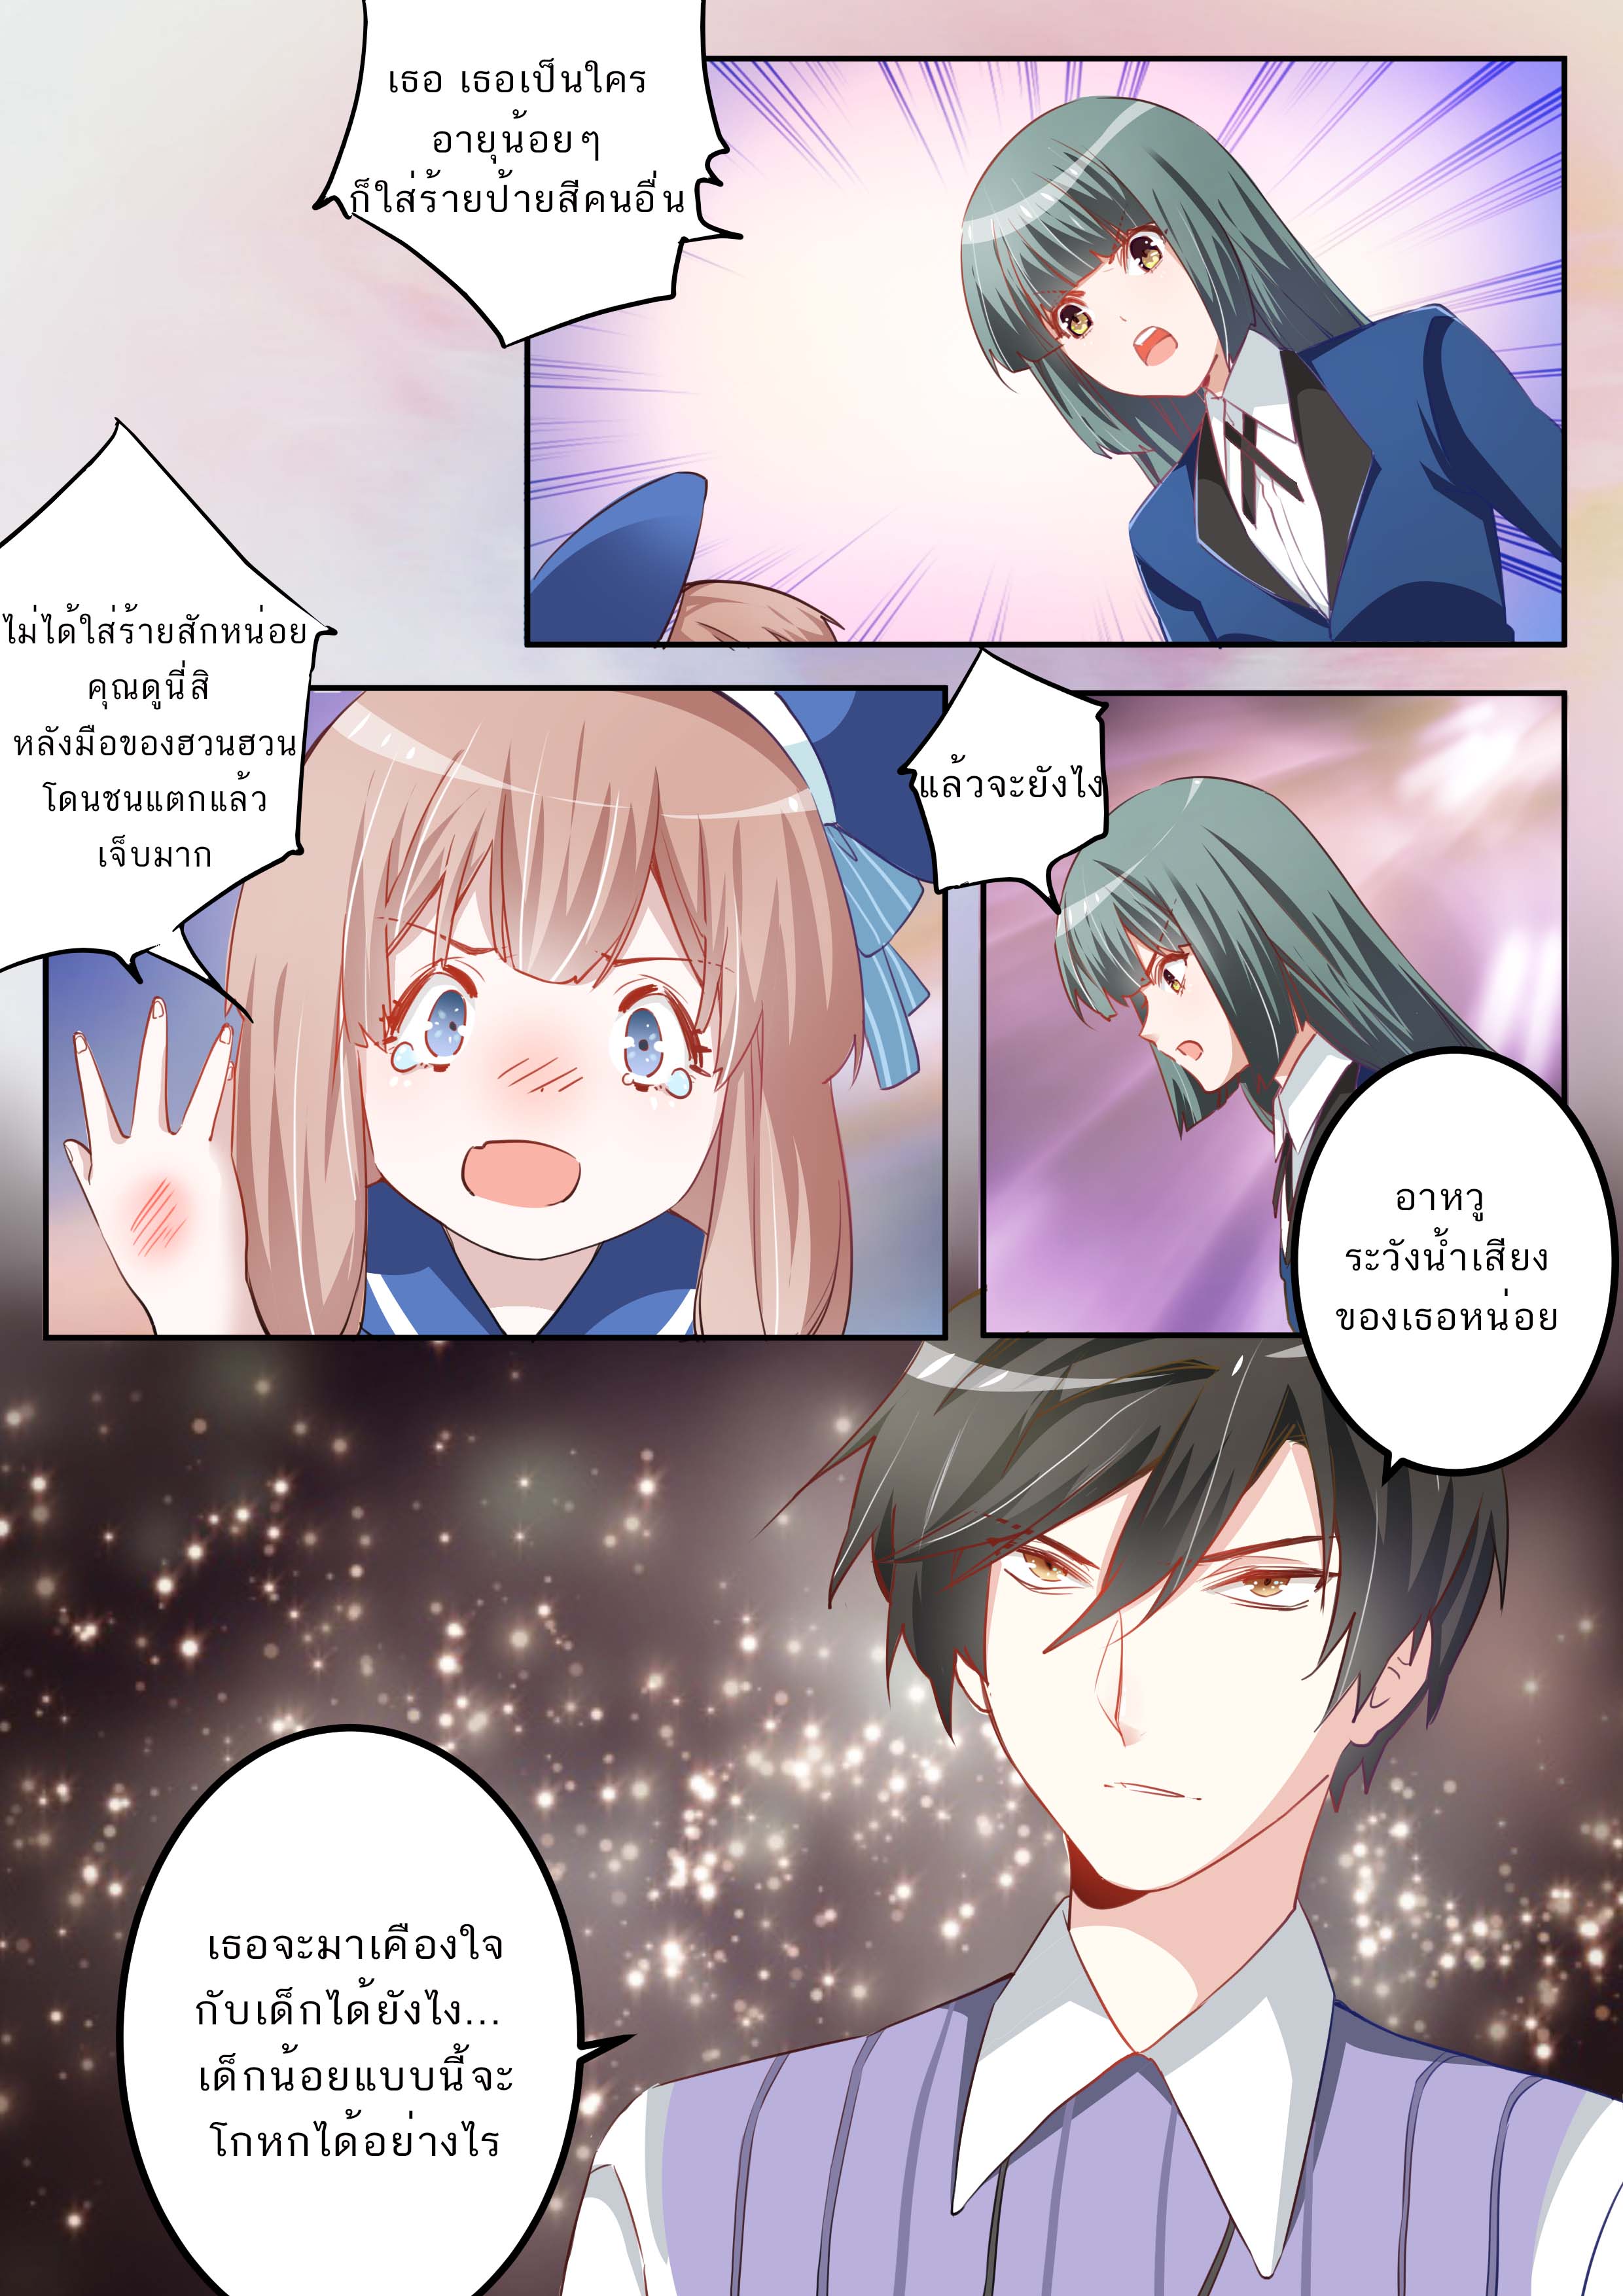 เธอ เธอเป็นใคร
อายุน้อยๆ
ก็ใส่ร้ายป้ายสีคนอื่น
ไม่ได้ใส่ร้ายสักหน่อย
คุณดูนี่สิ
หลังมือของฮวนฮวน
โดนชนแตกแล้ว
เจ็บมาก
แล้วจะยังไง
อาหวู
ระวังน้ำเสียง
ของเธอหน่อย
เธอจะมาเคืองใจ
กับเด็กได้ยังไง...
เด็กน้อยแบบนี้จะ
โกหกได้อย่างไร